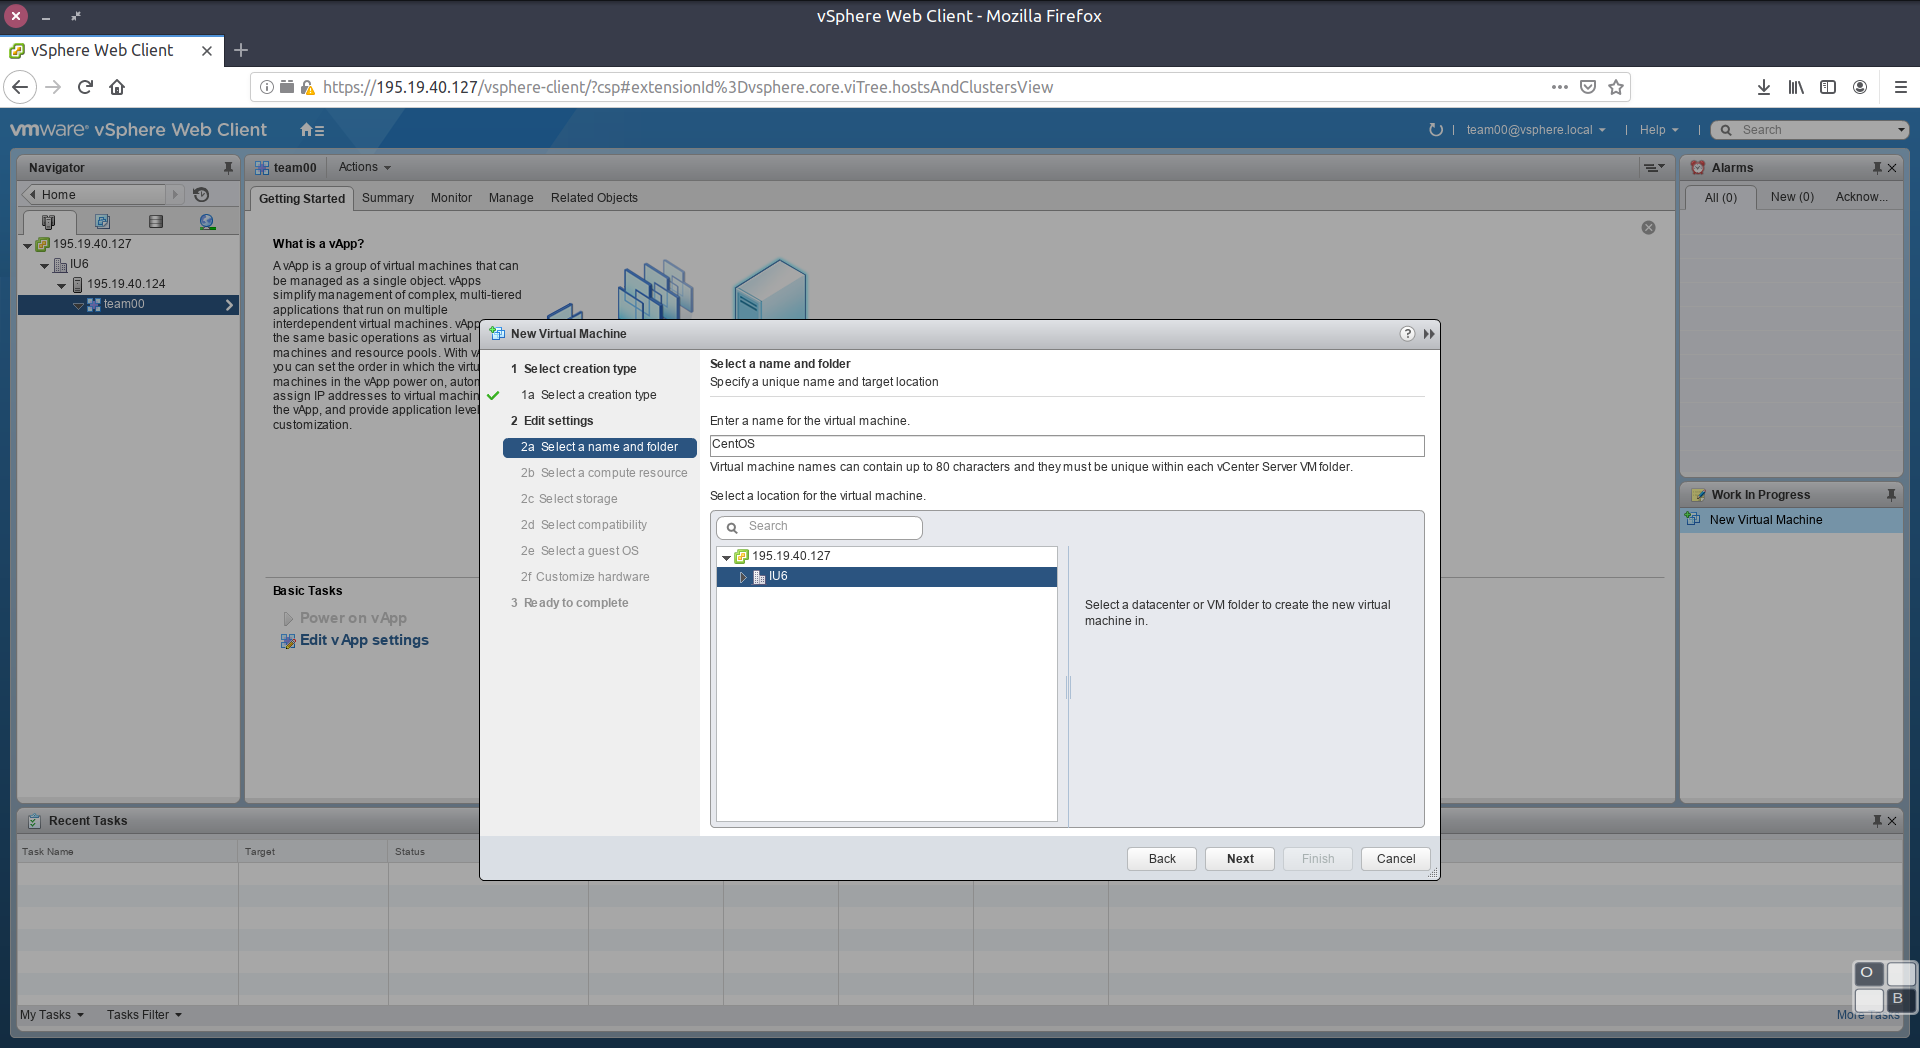 vSphere Web Client - Mozilla Firefox
vSphere Web Client
https://195.19.40.127/vsphere-client/?csp#extensionId%3Dvsphere.core.viTree.hostsAndClustersView
vmware® vSphere Web Client
team00@vsphere.local
Help
Search
Navigator
Home
195.19.40.127
IU6
195.19.40.124
team00
team00
Actions
Getting Started
Summary
Monitor
Manage
Related Objects
What is a vApp?
A vApp is a group of virtual machines that can
be managed as a single object. vApps
simplify management of complex, multi-tiered
applications that run on multiple
interdependent virtual machines. vApp
the same basic operations as virtual
machines and resource pools. With
you can set the order in which the
machines in the vApp power on,
assign IP addresses to virtual
the vApp, and provide application
customization.
Basic Tasks
Power on vApp
Edit vApp settings
New Virtual Machine
1 Select creation type
1a Select a creation type
2 Edit settings
2a Select a name and folder
2b Select a compute resource
2c Select storage
2d Select compatibility
2e Select a guest OS
2f Customize hardware
3 Ready to complete
Select a name and folder
Specify a unique name and target location
Enter a name for the virtual machine.
CentOS
Virtual machine names can contain up to 80 characters and they must be unique within each vCenter Server VM folder.
Select a location for the virtual machine.
Search
195.19.40.127
IU6
Select a datacenter or VM folder to create the new virtual
machine in.
Back
Next
Finish
Cancel
Alarms
All (0)
New (0)
Acknow...
Work In Progress
New Virtual Machine
Recent Tasks
Task Name
Target
Status
My Tasks
Tasks Filter
More Tasks
O
B